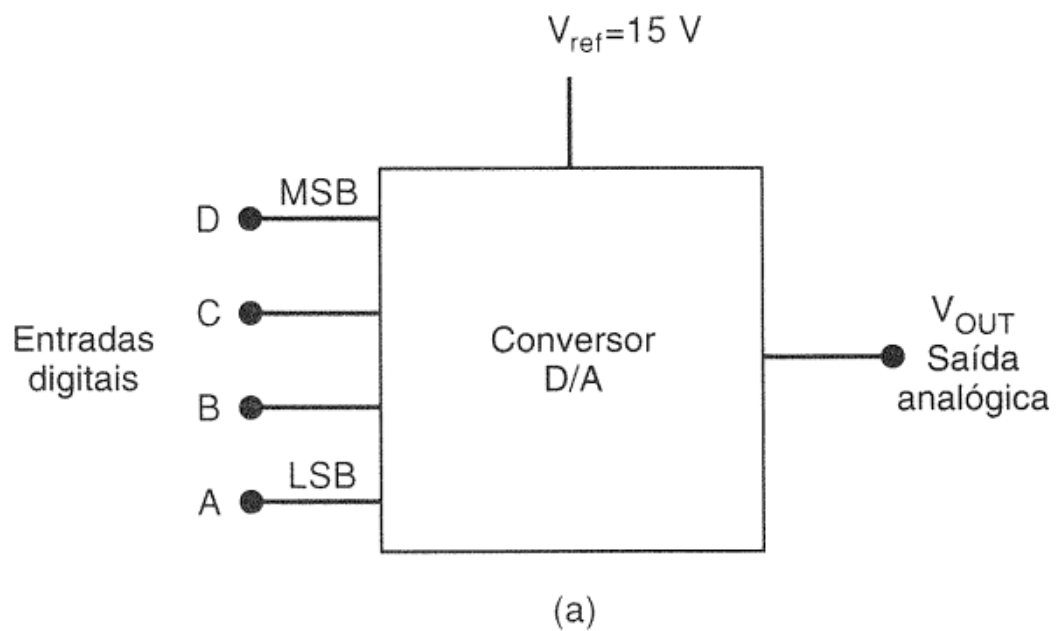 V_ref=15 V
MSB
D
C
Entradas
digitais
B
LSB
A
Conversor
D/A
V_OUT
Saída
analógica
(a)